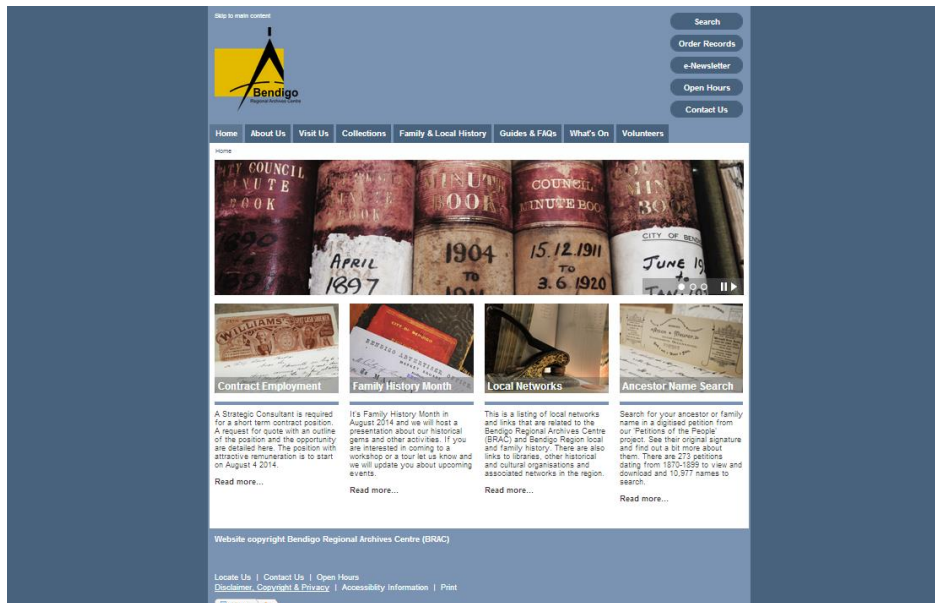 Skip to main content
Bendigo
Regional Archives Centre
Search
Order Records
e-Newsletter
Open Hours
Contact Us
Home About Us Visit Us Collections Family & Local History Guides & FAQs What's On Volunteers
Home
COUNCIL MINUTE BOOK
APRIL 1897
MINUTE BOOK
1904 TO
COUNCIL MINUTE BOOK
15.12.1911 TO 3.6.1920
CITY OF
JUNE
Contract Employment
A Strategic Consultant is required
for a short term contract position.
A request for quote with an outline
of the position and the opportunity
are detailed here. The position with
attractive remuneration is to start
on August 4 2014.
Read more...
Family History Month
It's Family History Month in
August 2014 and we will host a
presentation about our historical
gems and other activities. If you
are interested in coming to a
workshop or a tour let us know and
we will update you about upcoming
events.
Read more...
Local Networks
This is a listing of local networks
and links that are related to the
Bendigo Regional Archives Centre
(BRAC) and Bendigo Region local
and family history. There are also
links to libraries, other historical
and cultural organisations and
associated networks in the region.
Read more...
Ancestor Name Search
Search for your ancestor or family
name in a digitised petition from
our 'Petitions of the People'
project. See their original signature
and find out a bit more about
them. There are 273 petitions
dating from 1870-1899 to view and
download and 10,977 names to
search.
Read more...
Website copyright Bendigo Regional Archives Centre (BRAC)
Locate Us | Contact Us | Open Hours
Disclaimer, Copyright & Privacy | Accessiblity Information | Print